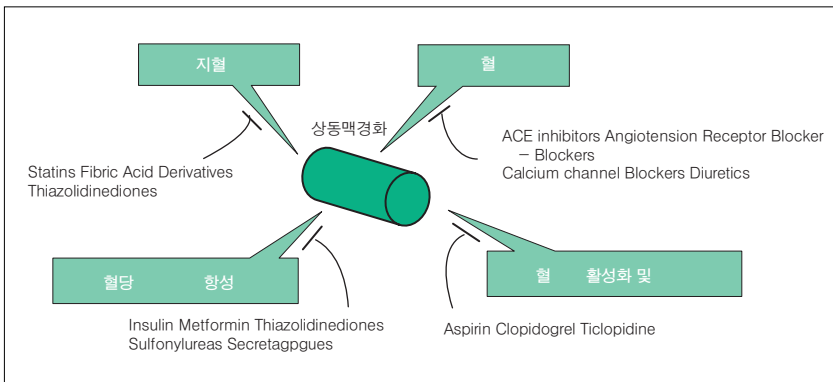 지혈
혈
상동맥경화
ACE inhibitors Angiotension Receptor Blocker
– Blockers
Calcium channel Blockers Diuretics
Statins Fibric Acid Derivatives
Thiazolidinediones
혈당 항성
혈 활성화 및
Insulin Metformin Thiazolidinediones
Sulfonylureas Secretagpgues
Aspirin Clopidogrel Ticlopidine